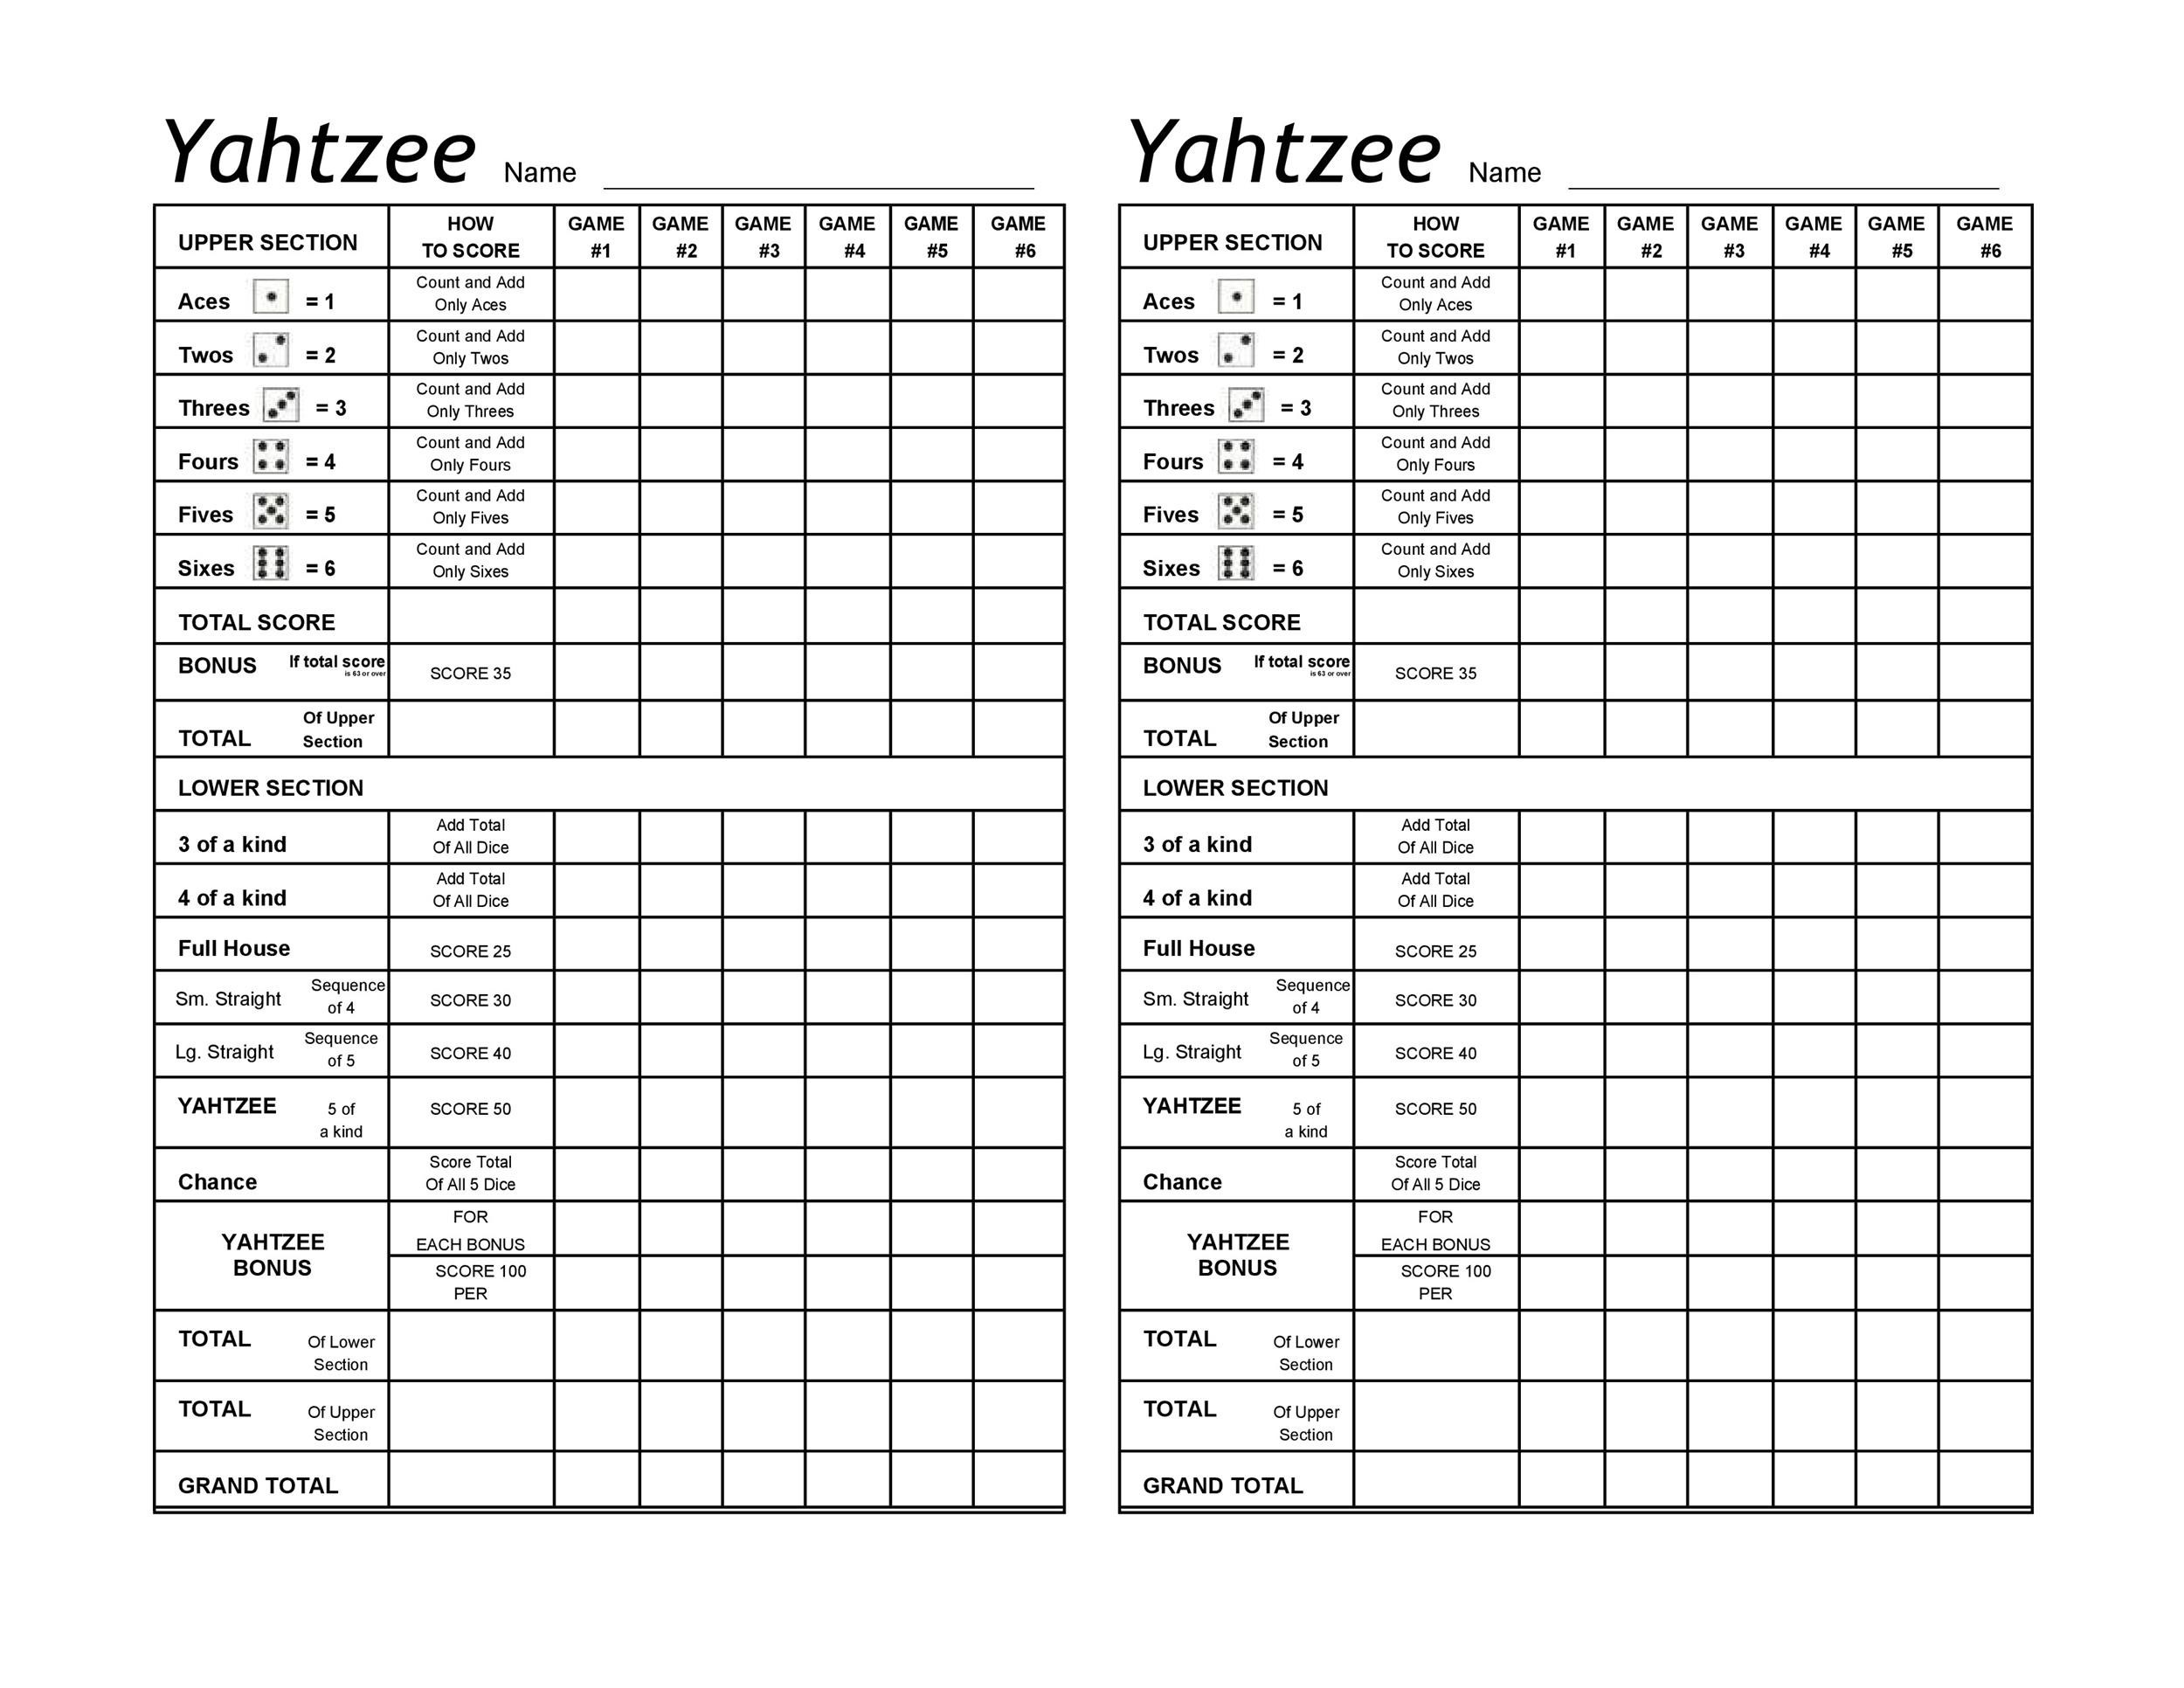 Yahtzee Name
UPPER SECTION HOW TO SCORE GAME #1 GAME #2 GAME #3 GAME #4 GAME #5 GAME #6
Aces = 1 Count and Add Only Aces
Twos = 2 Count and Add Only Twos
Threes = 3 Count and Add Only Threes
Fours = 4 Count and Add Only Fours
Fives = 5 Count and Add Only Fives
Sixes = 6 Count and Add Only Sixes
TOTAL SCORE
BONUS If total score is 63 or over SCORE 35
TOTAL Of Upper Section
LOWER SECTION
3 of a kind Add Total Of All Dice
4 of a kind Add Total Of All Dice
Full House SCORE 25
Sm. Straight Sequence of 4 SCORE 30
Lg. Straight Sequence of 5 SCORE 40
YAHTZEE 5 of a kind SCORE 50
Chance Score Total Of All 5 Dice
YAHTZEE BONUS FOR EACH BONUS SCORE 100 PER
TOTAL Of Lower Section
TOTAL Of Upper Section
GRAND TOTAL
Yahtzee Name
UPPER SECTION HOW TO SCORE GAME #1 GAME #2 GAME #3 GAME #4 GAME #5 GAME #6
Aces = 1 Count and Add Only Aces
Twos = 2 Count and Add Only Twos
Threes = 3 Count and Add Only Threes
Fours = 4 Count and Add Only Fours
Fives = 5 Count and Add Only Fives
Sixes = 6 Count and Add Only Sixes
TOTAL SCORE
BONUS If total score is 63 or over SCORE 35
TOTAL Of Upper Section
LOWER SECTION
3 of a kind Add Total Of All Dice
4 of a kind Add Total Of All Dice
Full House SCORE 25
Sm. Straight Sequence of 4 SCORE 30
Lg. Straight Sequence of 5 SCORE 40
YAHTZEE 5 of a kind SCORE 50
Chance Score Total Of All 5 Dice
YAHTZEE BONUS FOR EACH BONUS SCORE 100 PER
TOTAL Of Lower Section
TOTAL Of Upper Section
GRAND TOTAL